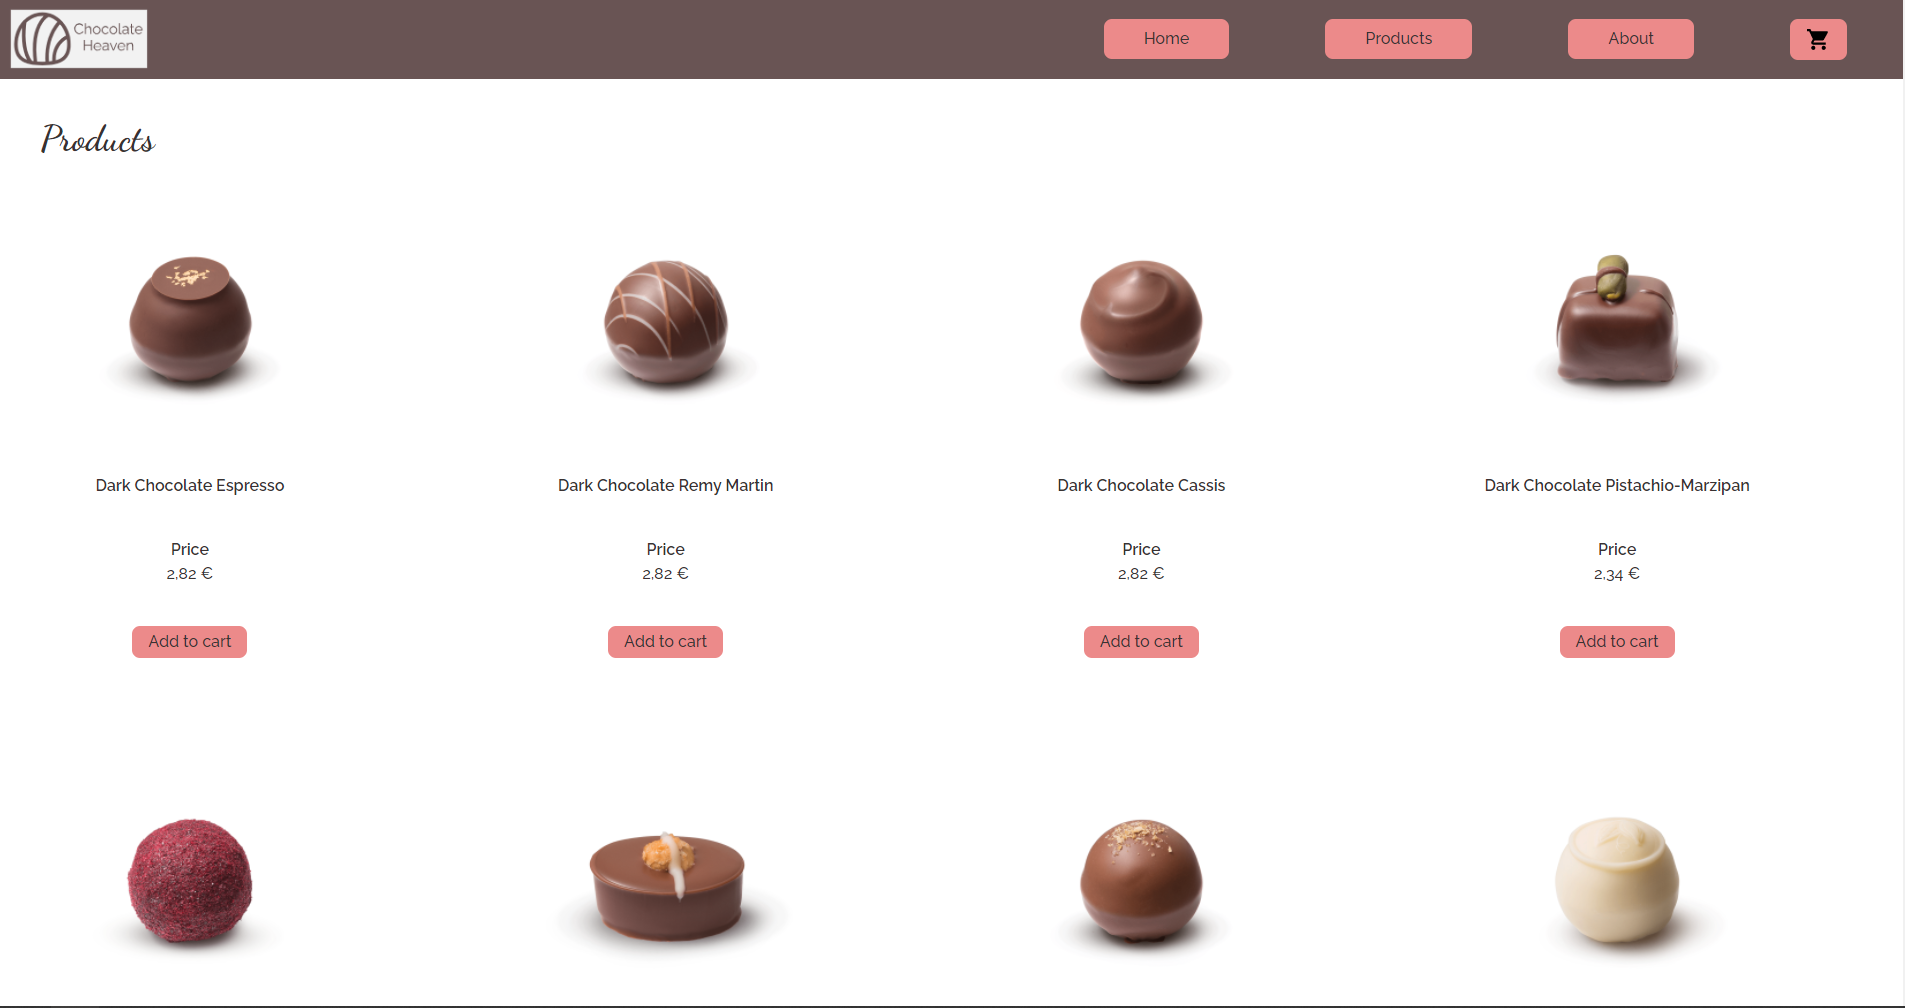 Chocolate
Heaven
Home
Products
About
Products
Dark Chocolate Espresso
Dark Chocolate Remy Martin
Dark Chocolate Cassis
Dark Chocolate Pistachio-Marzipan
Price
Price
Price
Price
2,82 €
2,82 €
2,82 €
2,34 €
Add to cart
Add to cart
Add to cart
Add to cart